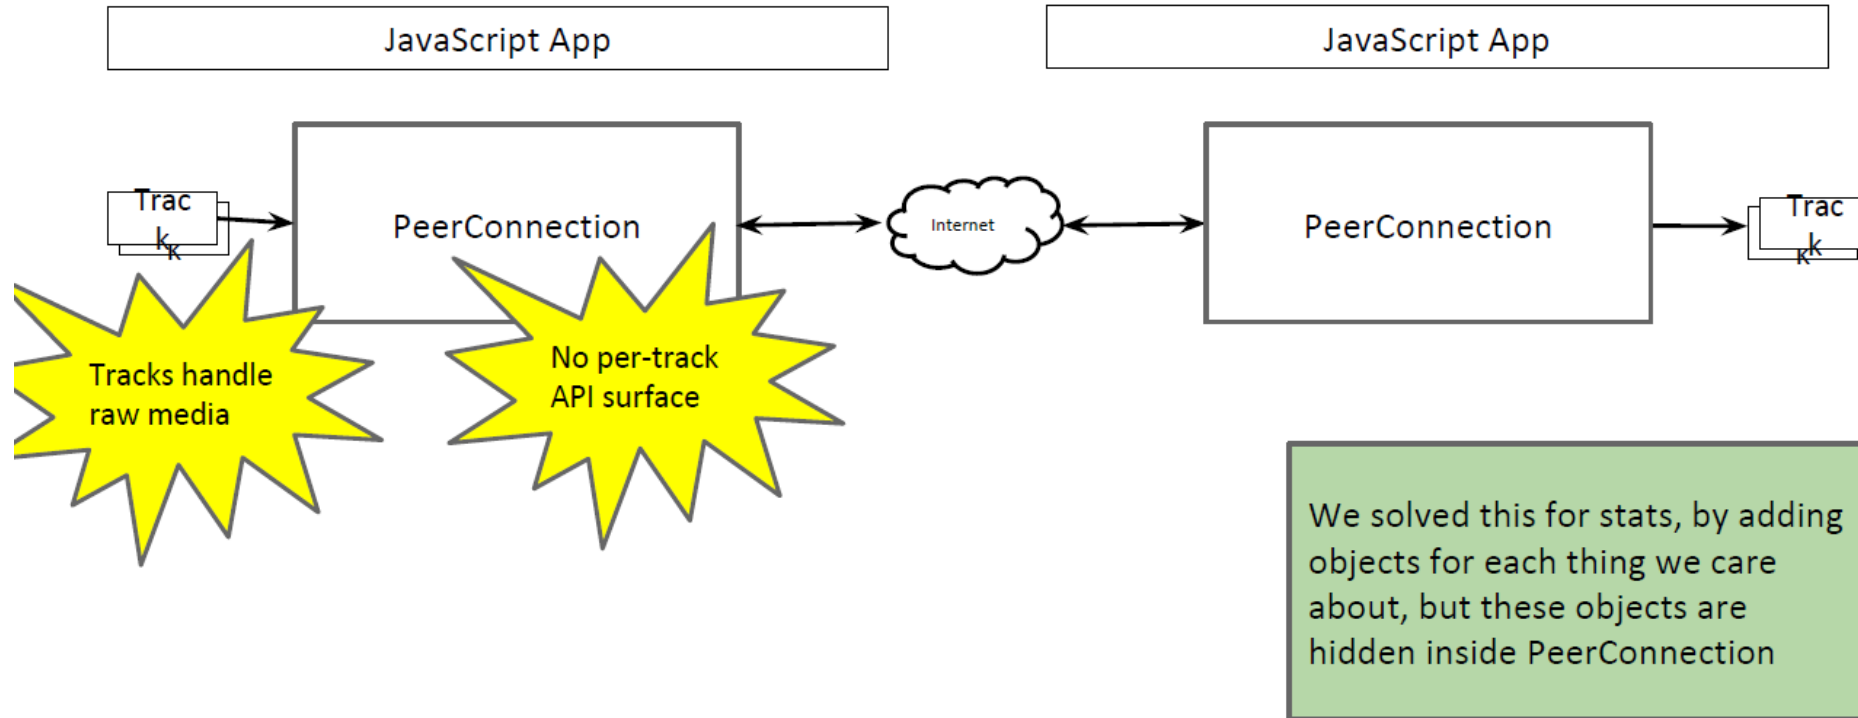 JavaScript App
JavaScript App
Trac
k
k
PeerConnection
Internet
PeerConnection
Trac
k
k
Tracks handle
raw media
No per-track
API surface
We solved this for stats, by adding
objects for each thing we care
about, but these objects are
hidden inside PeerConnection